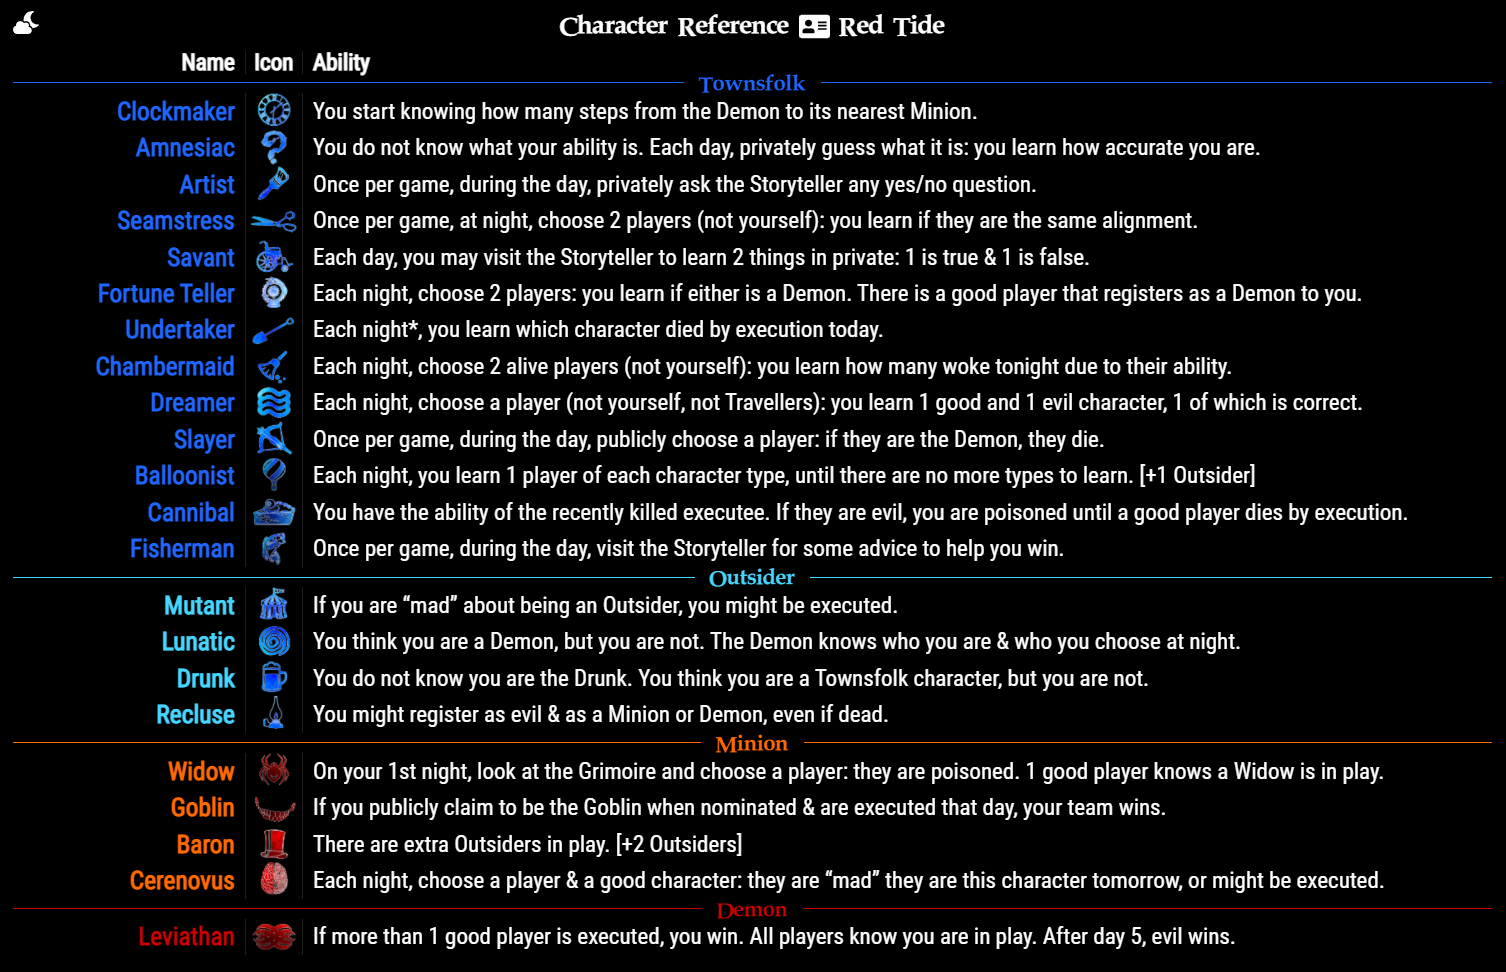 Character Reference Red Tide
Name Icon Ability
Townsfolk
Clockmaker You start knowing how many steps from the Demon to its nearest Minion.
Amnesiac You do not know what your ability is. Each day, privately guess what it is: you learn how accurate you are.
Artist Once per game, during the day, privately ask the Storyteller any yes/no question.
Seamstress Once per game, at night, choose 2 players (not yourself): you learn if they are the same alignment.
Savant Each day, you may visit the Storyteller to learn 2 things in private: 1 is true & 1 is false.
Fortune Teller Each night, choose 2 players: you learn if either is a Demon. There is a good player that registers as a Demon to you.
Undertaker Each night*, you learn which character died by execution today.
Chambermaid Each night, choose 2 alive players (not yourself): you learn how many woke tonight due to their ability.
Dreamer Each night, choose a player (not yourself, not Travellers): you learn 1 good and 1 evil character, 1 of which is correct.
Slayer Once per game, during the day, publicly choose a player: if they are the Demon, they die.
Balloonist Each night, you learn 1 player of each character type, until there are no more types to learn. [+1 Outsider]
Cannibal You have the ability of the recently killed executee. If they are evil, you are poisoned until a good player dies by execution.
Fisherman Once per game, during the day, visit the Storyteller for some advice to help you win.
Outsider
Mutant If you are “mad” about being an Outsider, you might be executed.
Lunatic You think you are a Demon, but you are not. The Demon knows who you are & who you choose at night.
Drunk You do not know you are the Drunk. You think you are a Townsfolk character, but you are not.
Recluse You might register as evil & as a Minion or Demon, even if dead.
Minion
Widow On your 1st night, look at the Grimoire and choose a player: they are poisoned. 1 good player knows a Widow is in play.
Goblin If you publicly claim to be the Goblin when nominated & are executed that day, your team wins.
Baron There are extra Outsiders in play. [+2 Outsiders]
Cerenovus Each night, choose a player & a good character: they are “mad” they are this character tomorrow, or might be executed.
Demon
Leviathan If more than 1 good player is executed, you win. All players know you are in play. After day 5, evil wins.